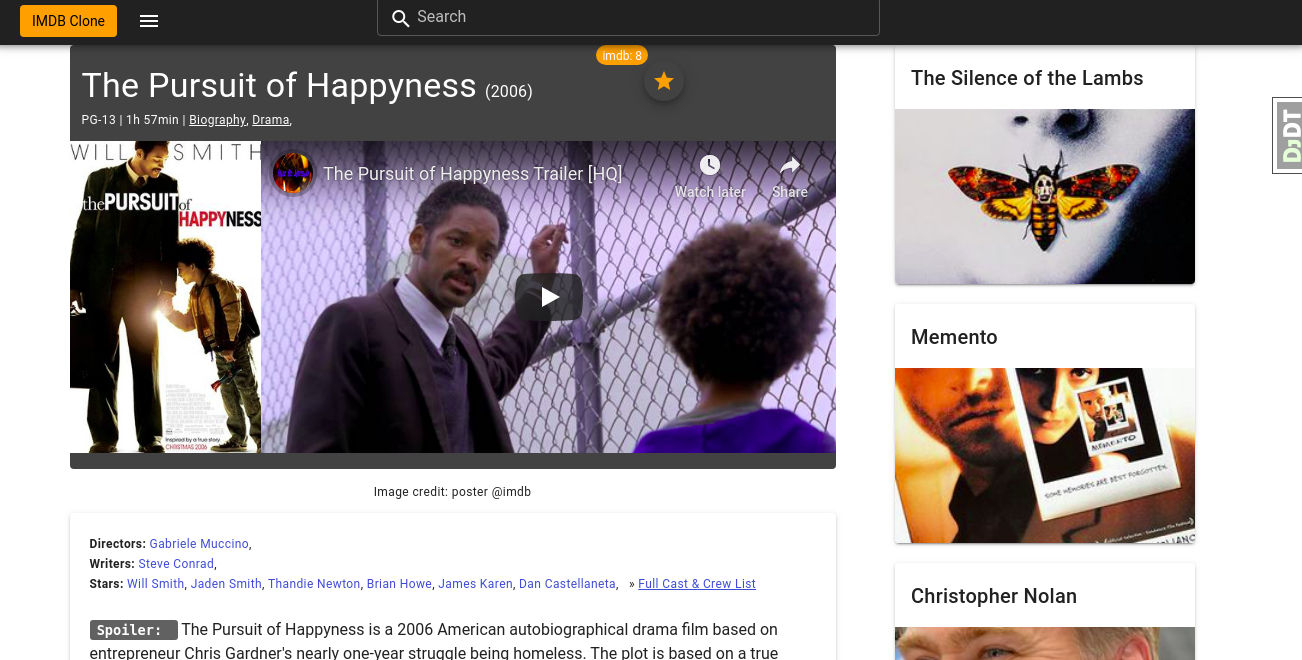 IMDB Clone
Search
The Pursuit of Happyness (2006)
imdb: 8
PG-13 | 1h 57min | Biography, Drama,
WILL SMITH
the PURSUIT of
HAPPYNESS
Inspired by a true story
CHRISTMAS 2006
The Pursuit of Happyness Trailer [HQ]
Watch later
Share
Image credit: poster @imdb
Directors: Gabriele Muccino,
Writers: Steve Conrad,
Stars: Will Smith, Jaden Smith, Thandie Newton, Brian Howe, James Karen, Dan Castellaneta, » Full Cast & Crew List
Spoiler: The Pursuit of Happyness is a 2006 American autobiographical drama film based on
entrepreneur Chris Gardner's nearly one-year struggle being homeless. The plot is based on a true
The Silence of the Lambs
Memento
MEMENTO
SOME MEMORIES ARE BEST FORGOTTEN.
Christopher Nolan
DJDT